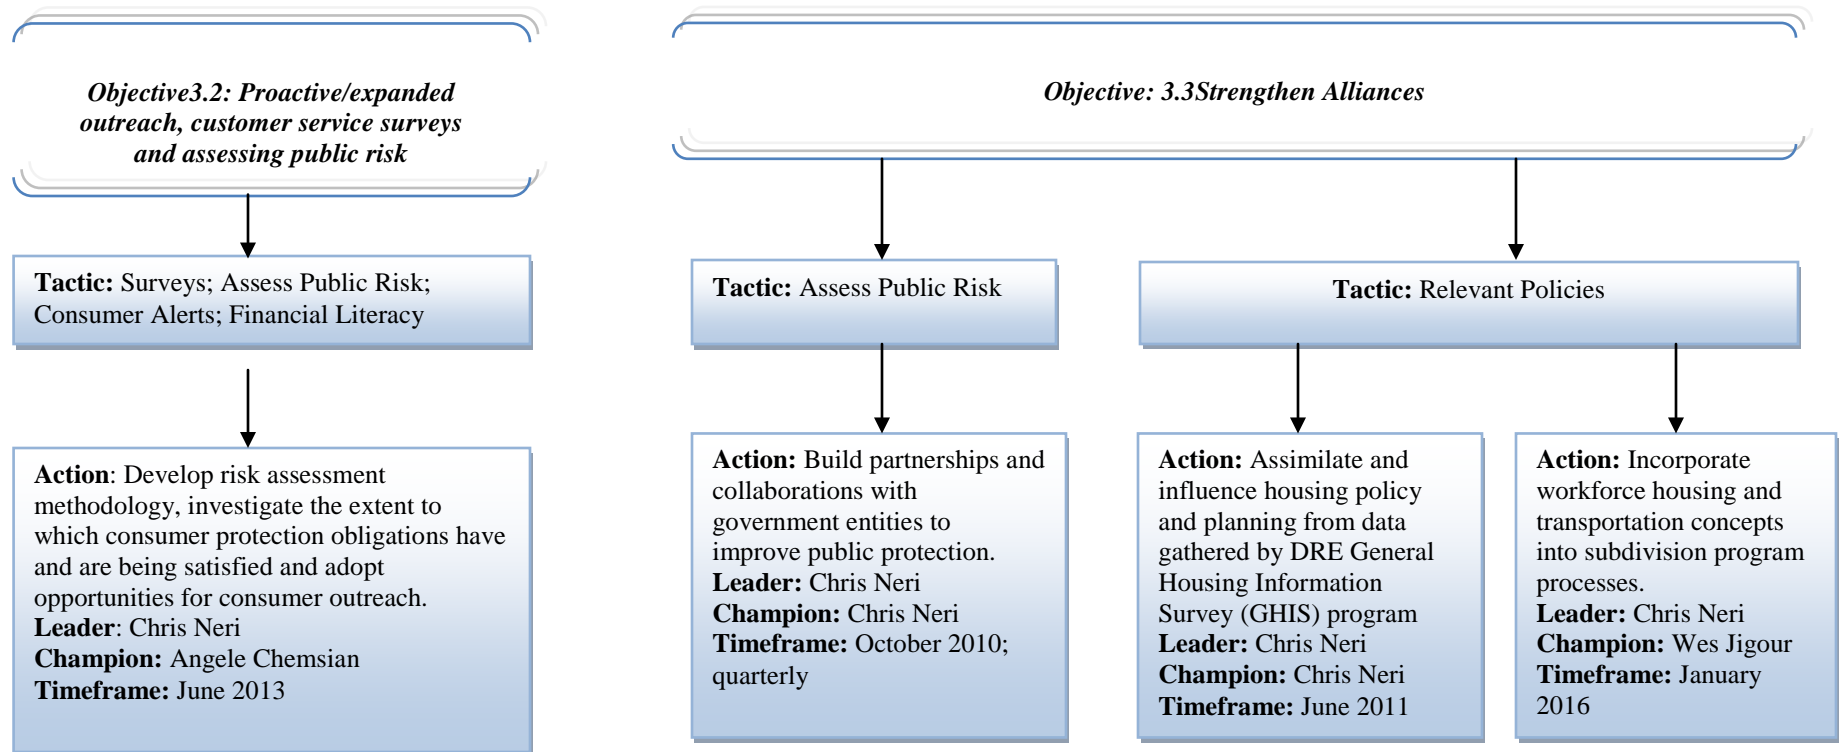 Objective3.2: Proactive/expanded
outreach, customer service surveys
and assessing public risk
Objective: 3.3Strengthen Alliances
Tactic: Surveys; Assess Public Risk;
Consumer Alerts; Financial Literacy
Tactic: Assess Public Risk
Tactic: Relevant Policies
Action: Develop risk assessment
methodology, investigate the extent to
which consumer protection obligations have
and are being satisfied and adopt
opportunities for consumer outreach.
Leader: Chris Neri
Champion: Angele Chemsian
Timeframe: June 2013
Action: Build partnerships and
collaborations with
government entities to
improve public protection.
Leader: Chris Neri
Champion: Chris Neri
Timeframe: October 2010;
quarterly
Action: Assimilate and
influence housing policy
and planning from data
gathered by DRE General
Housing Information
Survey (GHIS) program
Leader: Chris Neri
Champion: Chris Neri
Timeframe: June 2011
Action: Incorporate
workforce housing and
transportation concepts
into subdivision program
processes.
Leader: Chris Neri
Champion: Wes Jigour
Timeframe: January
2016